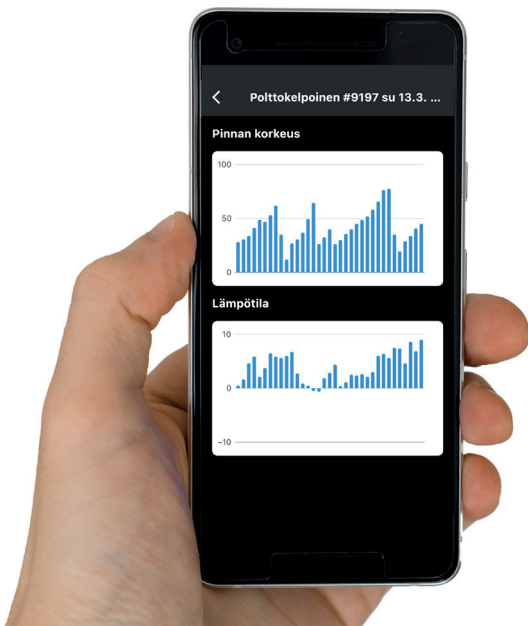 Polttokelpoinen #9197 su 13.3. ...
Pinnan korkeus
100
50
0
Lämpötila
10
0
−10